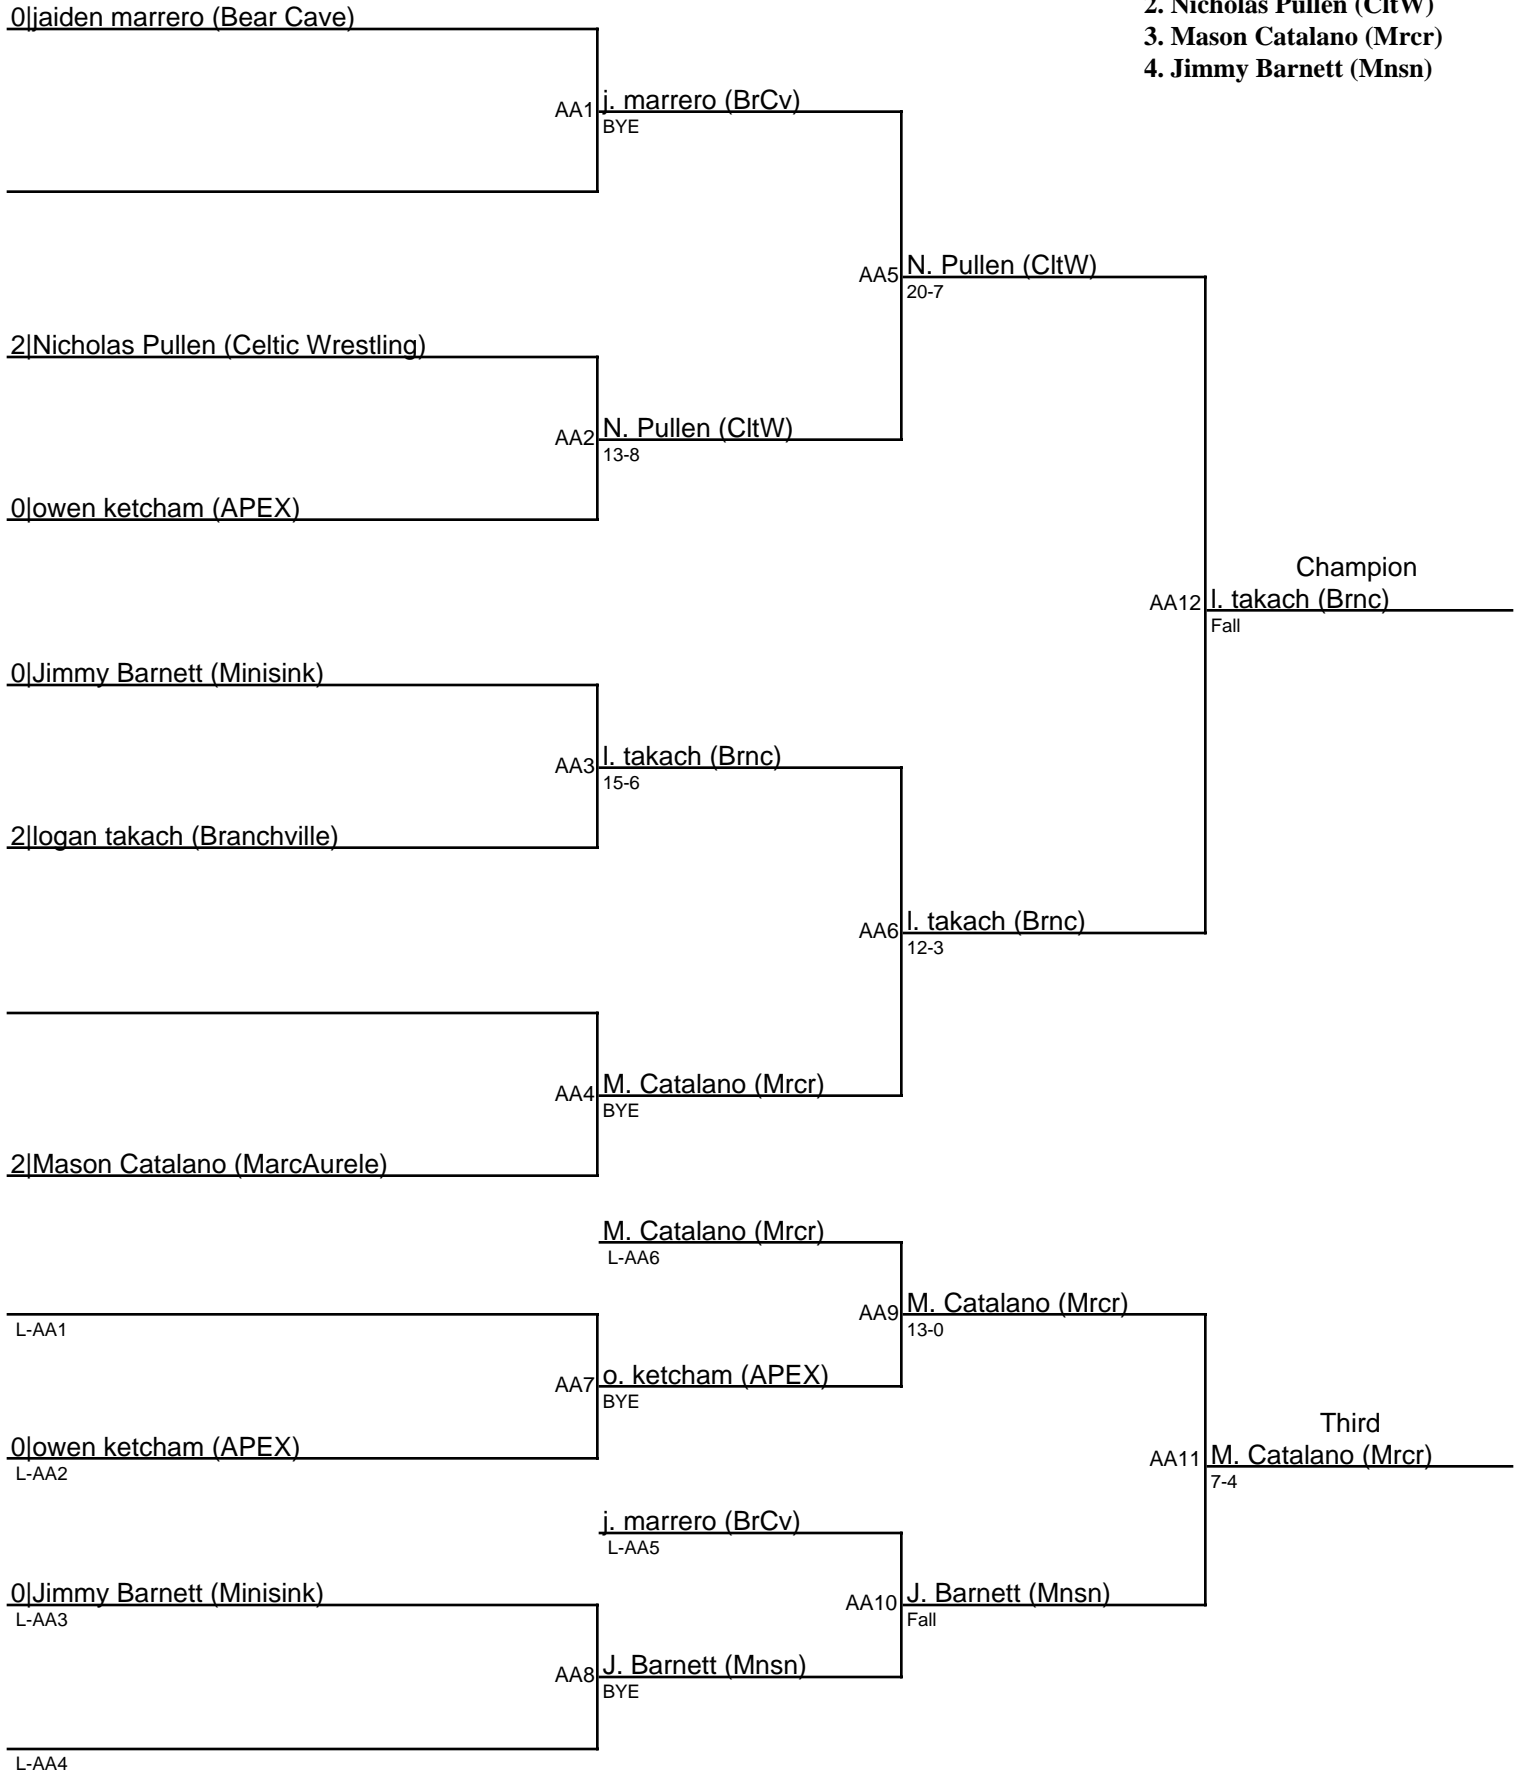 0|jaiden marrero (Bear Cave)
2. Nicholas Pullen (CltW)
3. Mason Catalano (Mrcr)
4. Jimmy Barnett (Mnsn)
AA1
j. marrero (BrCv)
BYE
AA5
N. Pullen (CltW)
20-7
2|Nicholas Pullen (Celtic Wrestling)
AA2
N. Pullen (CltW)
13-8
0|owen ketcham (APEX)
Champion
AA12
l. takach (Brnc)
Fall
0|Jimmy Barnett (Minisink)
AA3
l. takach (Brnc)
15-6
2|logan takach (Branchville)
AA6
l. takach (Brnc)
12-3
AA4
M. Catalano (Mrcr)
BYE
2|Mason Catalano (MarcAurele)
M. Catalano (Mrcr)
L-AA6
AA9
M. Catalano (Mrcr)
13-0
L-AA1
AA7
o. ketcham (APEX)
BYE
0|owen ketcham (APEX)
L-AA2
Third
AA11
M. Catalano (Mrcr)
7-4
j. marrero (BrCv)
L-AA5
0|Jimmy Barnett (Minisink)
L-AA3
AA10
J. Barnett (Mnsn)
Fall
AA8
J. Barnett (Mnsn)
BYE
L-AA4